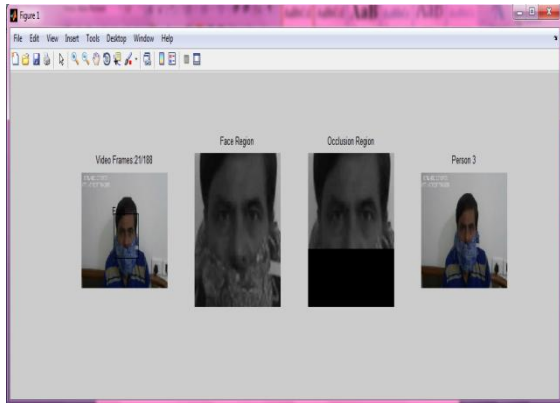 Figure 1
File Edit View Insert Tools Desktop Window Help
Face Region
Occlusion Region
Video Frames:21/188
Person 3